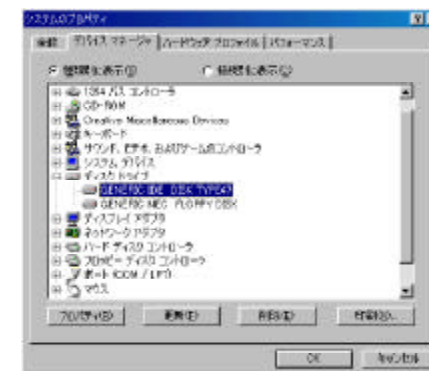 システムのプロパティ
全般 デバイス マネージャ ハードウェア プロファイル パフォーマンス
種類別に表示(T) 接続別に表示(C)
1394 バス コントローラ
CD-ROM
Creative Miscellaneous Devices
キーボード
サウンド、ビデオ、およびゲームのコントローラ
システム デバイス
ディスク ドライブ
GENERIC IDE DISK TYPE47
GENERIC NEC FLOPPY DISK
ディスプレイ アダプタ
ネットワーク アダプタ
ハード ディスク コントローラ
フロッピー ディスク コントローラ
ポート (COM / LPT)
マウス
プロパティ(R) 更新(F) 削除(E) 印刷(N)...
OK キャンセル